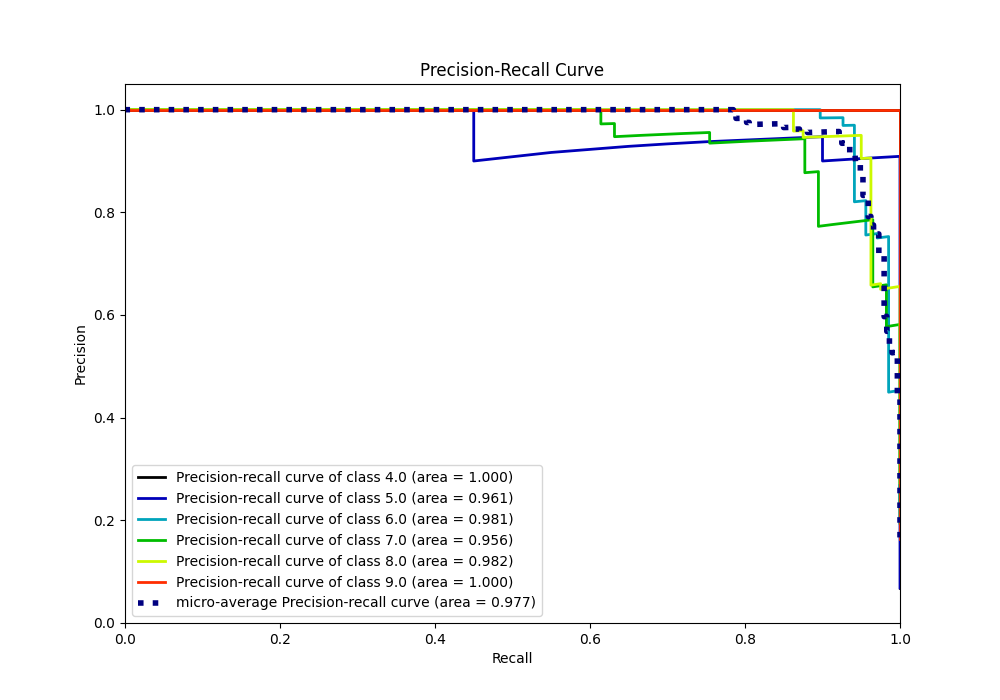 Precision-Recall Curve
1.0
0.8
0.6
0.4
0.2
0.0
Precision
Precision-recall curve of class 4.0 (area = 1.000)
Precision-recall curve of class 5.0 (area = 0.961)
Precision-recall curve of class 6.0 (area = 0.981)
Precision-recall curve of class 7.0 (area = 0.956)
Precision-recall curve of class 8.0 (area = 0.982)
Precision-recall curve of class 9.0 (area = 1.000)
micro-average Precision-recall curve (area = 0.977)
0.0 0.2 0.4 0.6 0.8 1.0
Recall